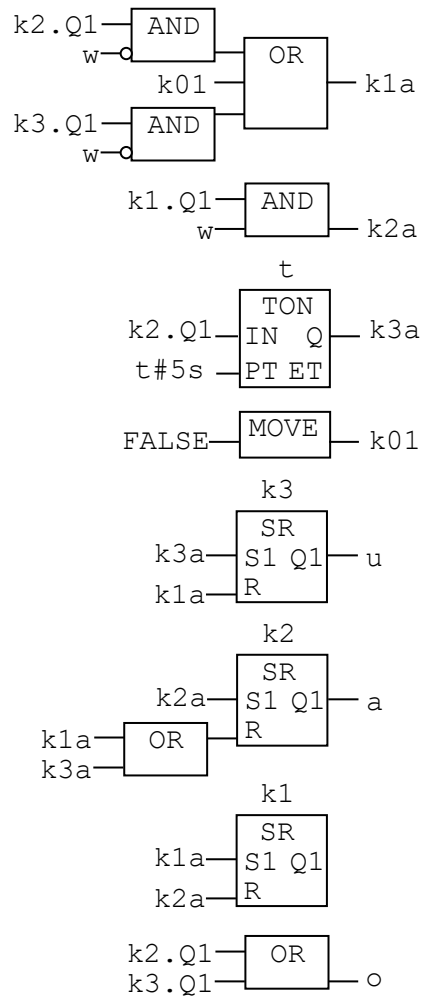 k2.Q1 AND
w OR
k01 k1a
k3.Q1 AND
w
k1.Q1 AND
w k2a
t
TON
k2.Q1 IN Q k3a
t#5s PT ET
FALSE MOVE k01
k3
SR
k3a S1 Q1 u
k1a R
k2
SR
k2a S1 Q1 a
k1a OR R
k3a
k1
SR
k1a S1 Q1
k2a R
k2.Q1 OR
k3.Q1 o